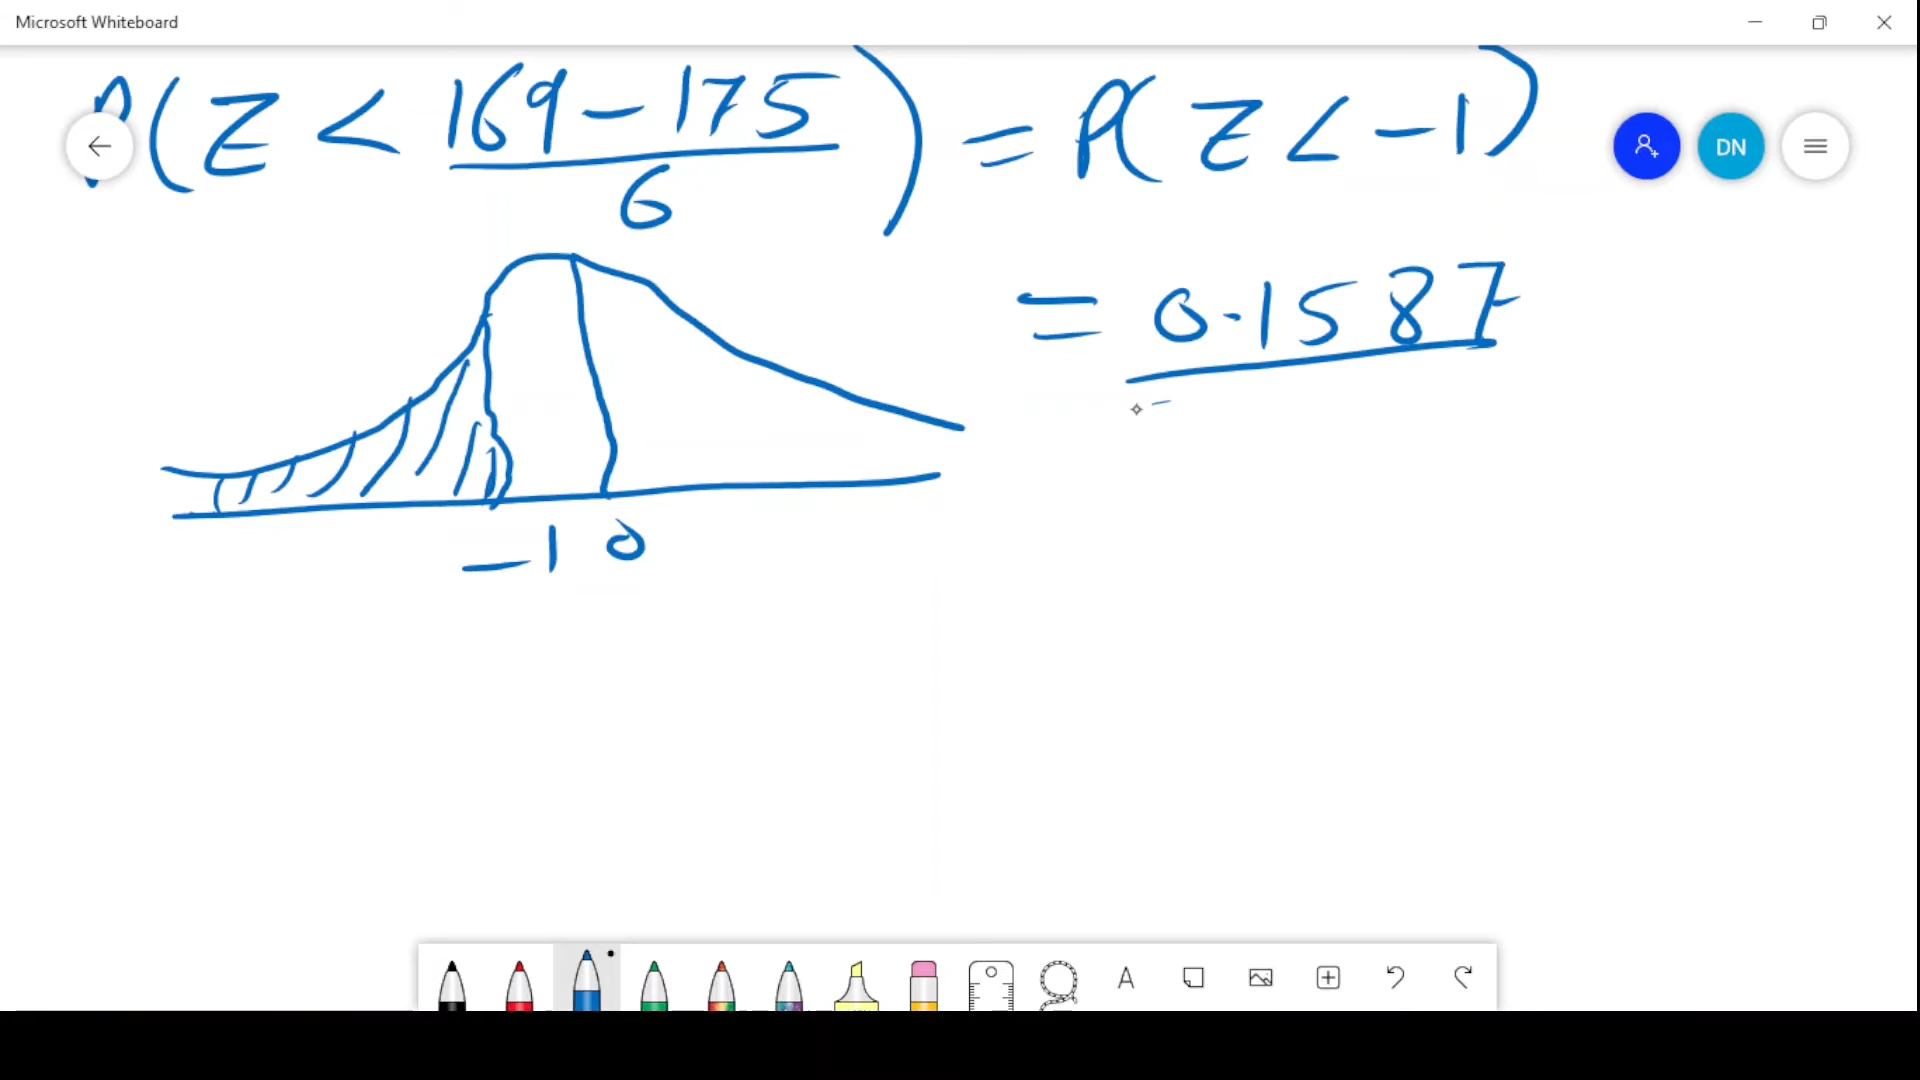 Microsoft Whiteboard
P(Z < (169 - 175)/6) = P(Z < -1)
DN
= 0.1587
-1 0
A